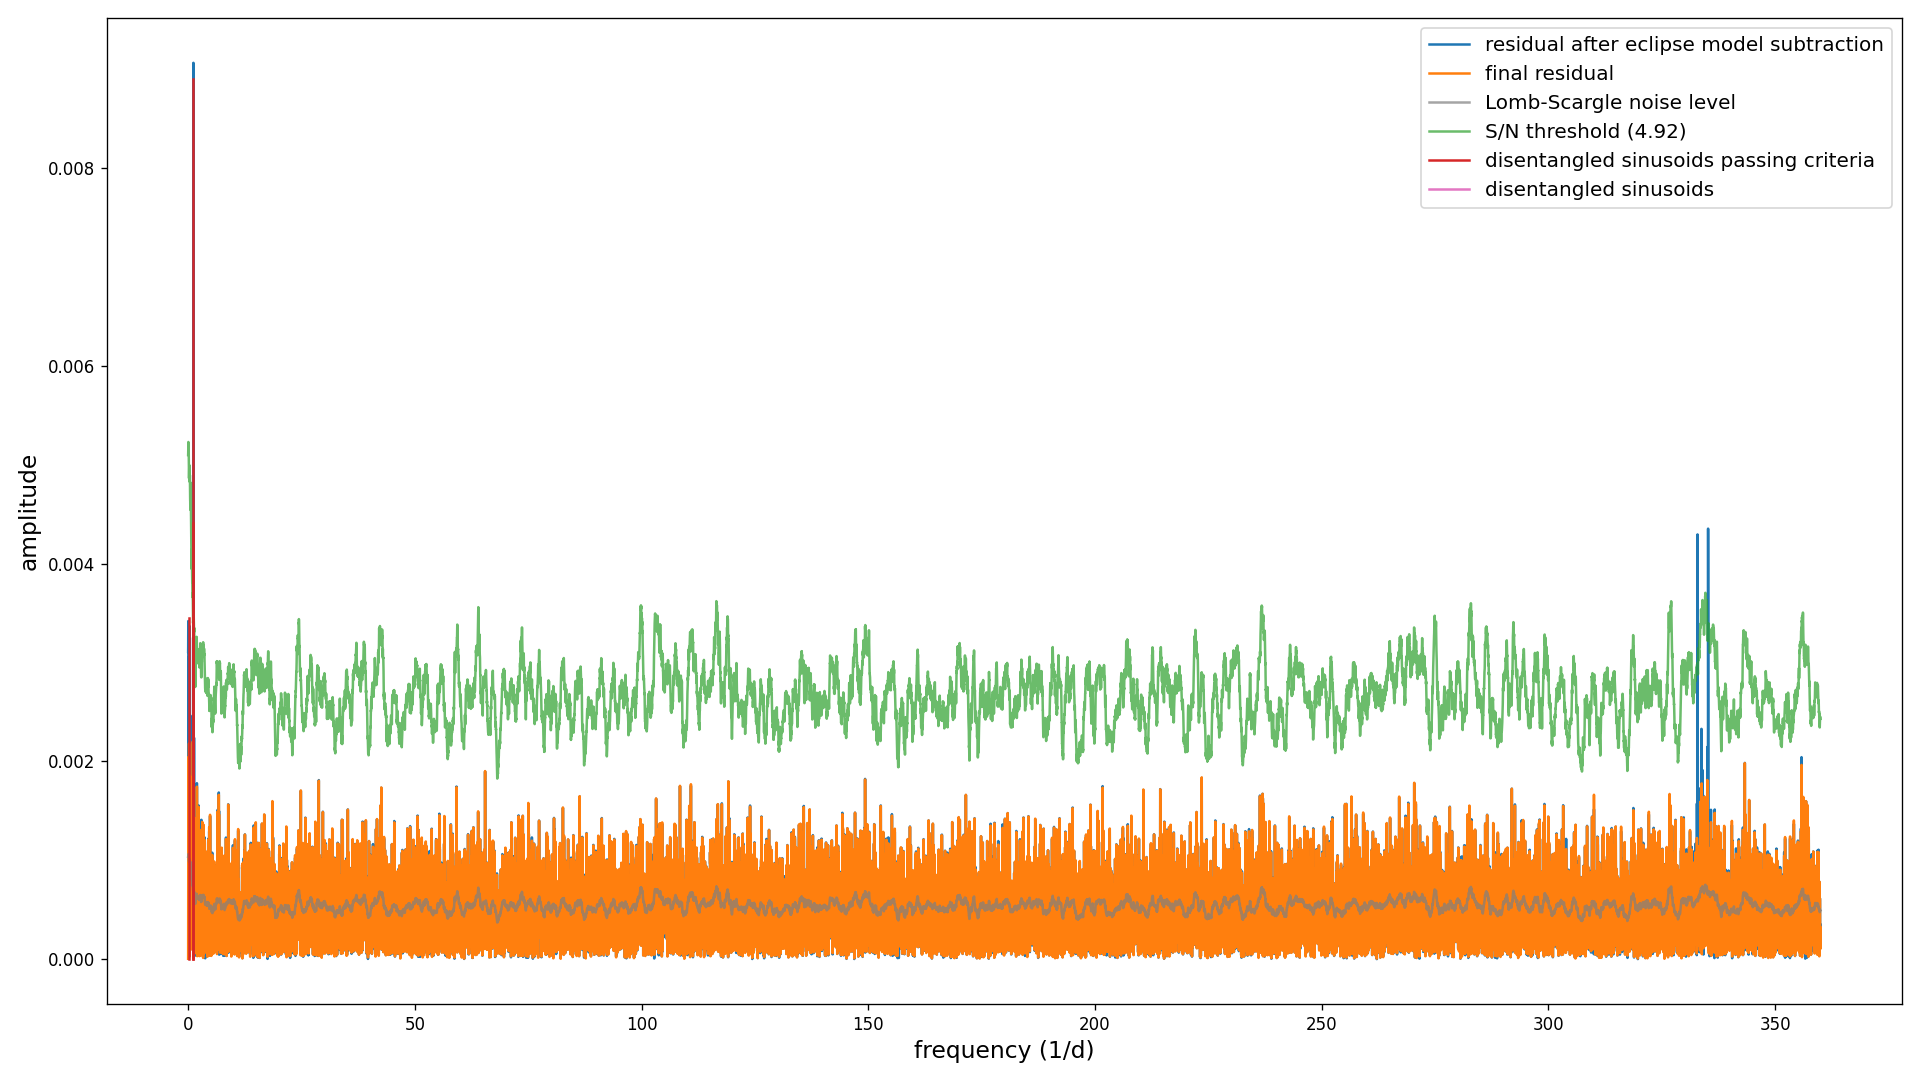 residual after eclipse model subtraction
final residual
Lomb-Scargle noise level
S/N threshold (4.92)
disentangled sinusoids passing criteria
disentangled sinusoids
amplitude
0.008
0.006
0.004
0.002
0.000
0 50 100 150 200 250 300 350
frequency (1/d)